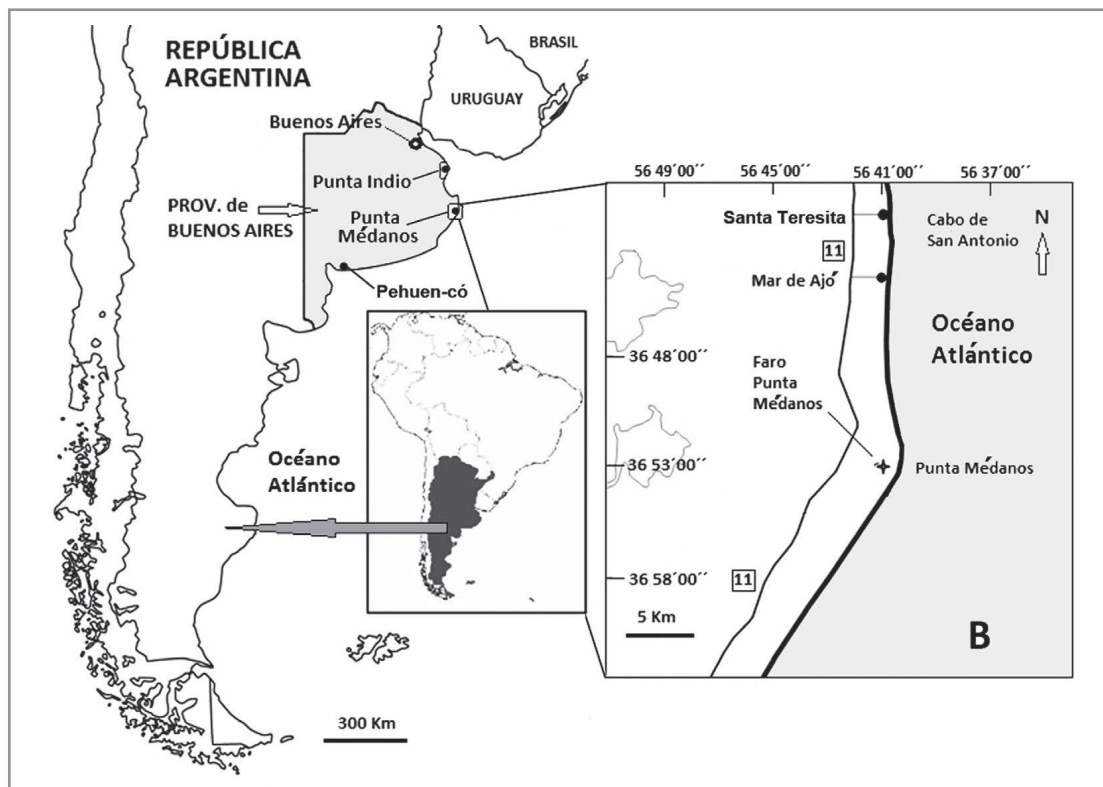 REPÚBLICA
ARGENTINA
BRASIL
URUGUAY
Buenos Aires
Punta Indio
PROV. de
BUENOS AIRES
Punta
Médanos
Pehuen-có
Océano
Atlántico
300 Km
56 49´00´´
56 45´00´´
56 41´00´´
56 37´00´´
Santa Teresita
Cabo de
San Antonio
N
11
Mar de Ajó
Océano
Atlántico
36 48´00´´
Faro
Punta
Médanos
36 53´00´´
Punta Médanos
36 58´00´´
11
5 Km
B